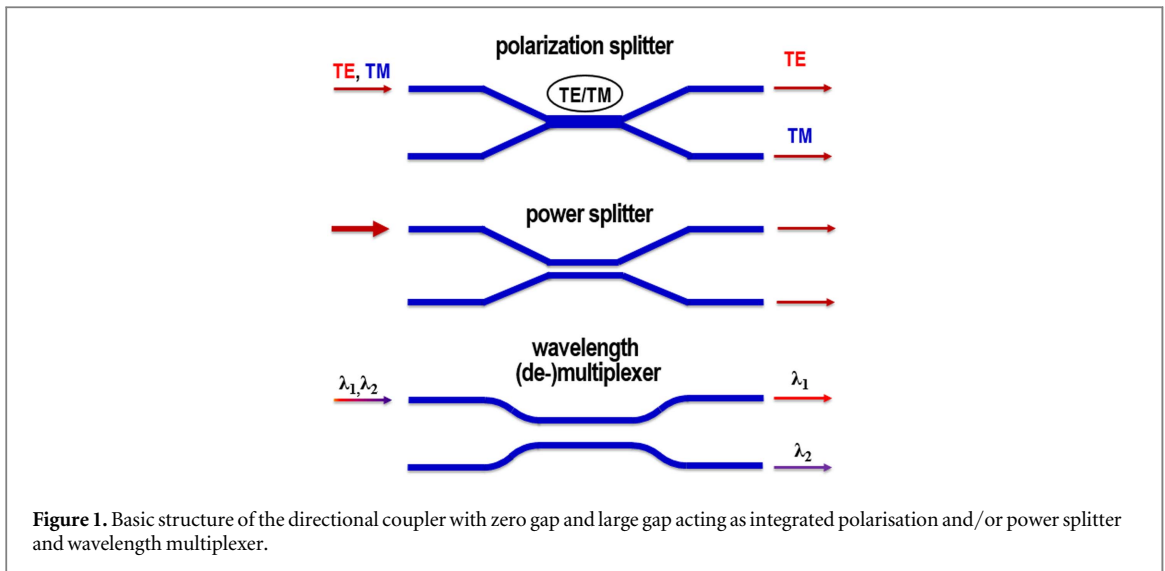 polarization splitter
TE, TM
TE
TE/TM
TM
power splitter
wavelength
(de-)multiplexer
λ1,λ2
λ1
λ2
Figure 1. Basic structure of the directional coupler with zero gap and large gap acting as integrated polarisation and/or power splitter
and wavelength multiplexer.